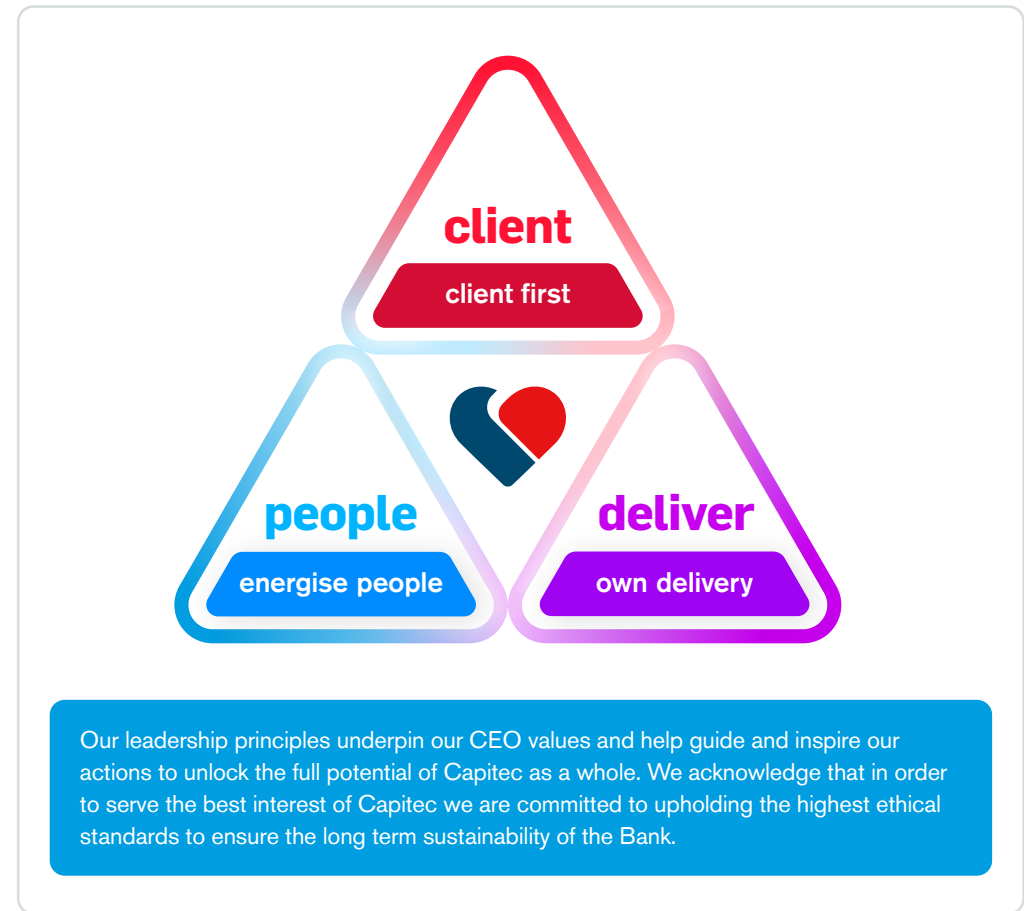 client
client first
people
energise people
deliver
own delivery
Our leadership principles underpin our CEO values and help guide and inspire our
actions to unlock the full potential of Capitec as a whole. We acknowledge that in order
to serve the best interest of Capitec we are committed to upholding the highest ethical
standards to ensure the long term sustainability of the Bank.